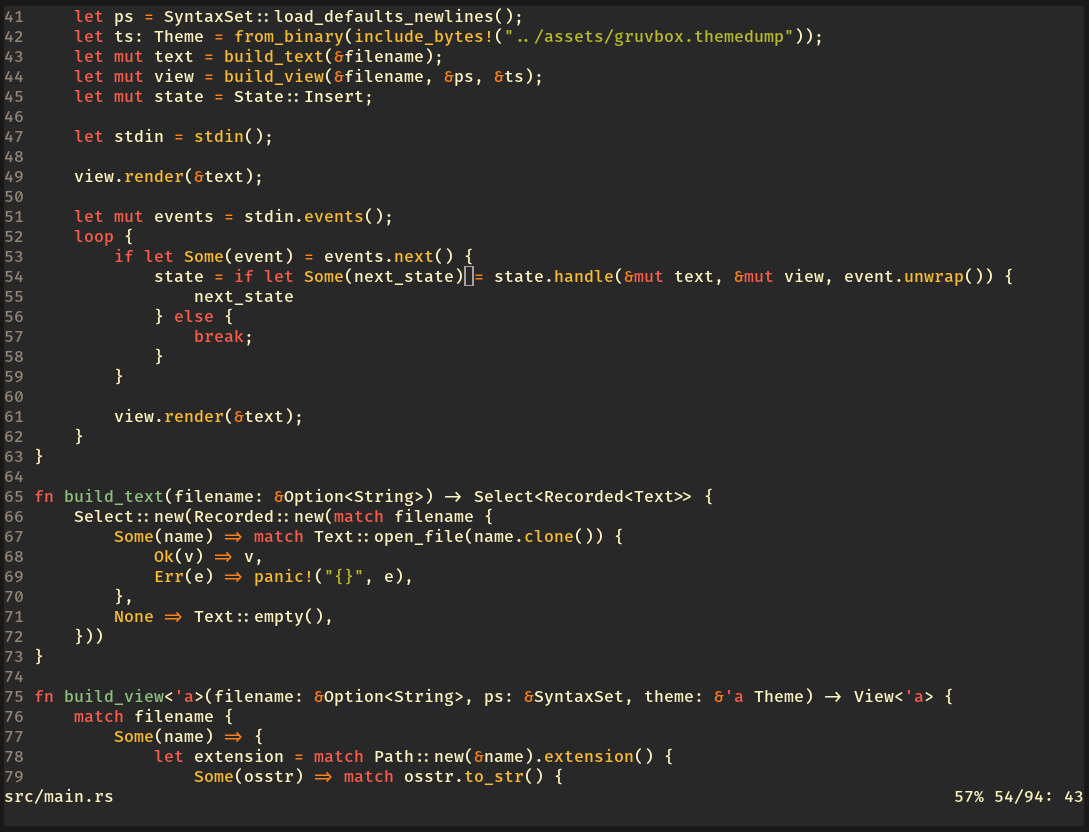 41     let ps = SyntaxSet::load_defaults_newlines();
42     let ts: Theme = from_binary(include_bytes!("../assets/gruvbox.themedump"));
43     let mut text = build_text(&filename);
44     let mut view = build_view(&filename, &ps, &ts);
45     let mut state = State::Insert;
46
47     let stdin = stdin();
48
49     view.render(&text);
50
51     let mut events = stdin.events();
52     loop {
53         if let Some(event) = events.next() {
54             state = if let Some(next_state) = state.handle(&mut text, &mut view, event.unwrap()) {
55                 next_state
56             } else {
57                 break;
58             }
59         }
60
61         view.render(&text);
62     }
63 }
64
65 fn build_text(filename: &Option<String>) -> Select<Recorded<Text>> {
66     Select::new(Recorded::new(match filename {
67         Some(name) => match Text::open_file(name.clone()) {
68             Ok(v) => v,
69             Err(e) => panic!("{}", e),
70         },
71         None => Text::empty(),
72     }))
73 }
74
75 fn build_view<'a>(filename: &Option<String>, ps: &SyntaxSet, theme: &'a Theme) -> View<'a> {
76     match filename {
77         Some(name) => {
78             let extension = match Path::new(&name).extension() {
79                 Some(osstr) => match osstr.to_str() {
src/main.rs 57% 54/94: 43